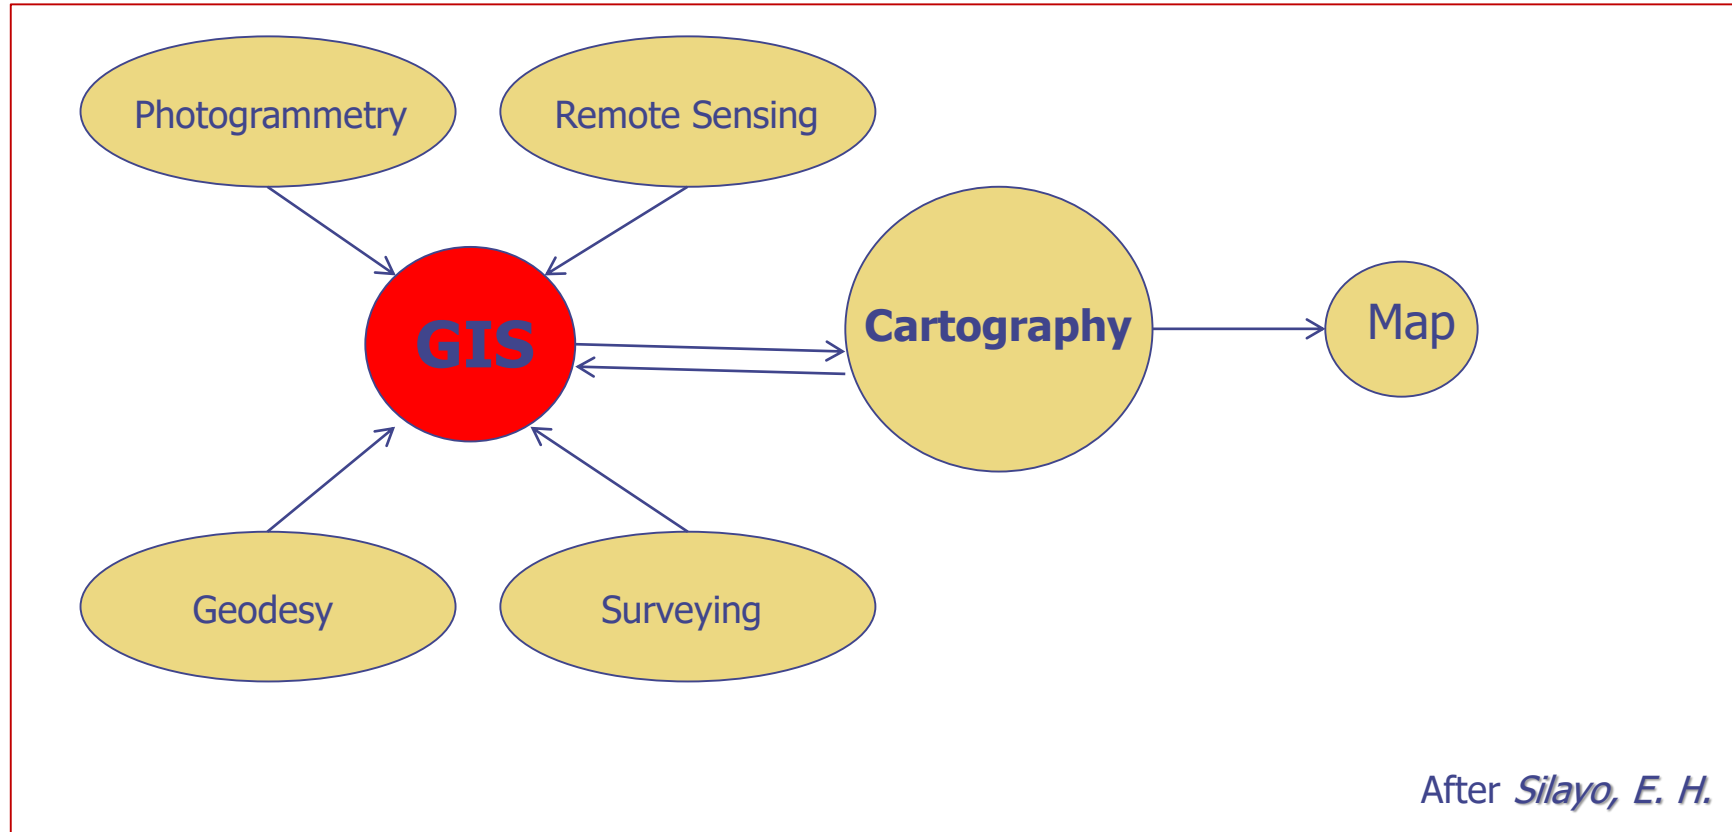 Photogrammetry
Remote Sensing
GIS
Cartography
Map
Geodesy
Surveying
After Silayo, E. H.